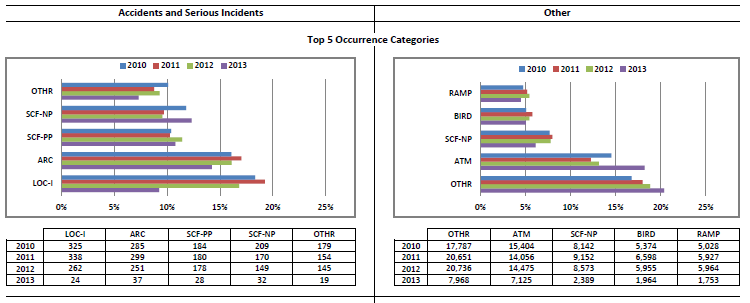 Accidents and Serious Incidents
Other
Top 5 Occurrence Categories
2010 2011 2012 2013
OTHR
SCF-NP
SCF-PP
ARC
LOC-I
0% 5% 10% 15% 20% 25%
LOC-I ARC SCF-PP SCF-NP OTHR
2010 325 285 184 209 179
2011 338 299 180 170 154
2012 262 251 178 149 145
2013 24 37 28 32 19
2010 2011 2012 2013
RAMP
BIRD
SCF-NP
ATM
OTHR
0% 5% 10% 15% 20% 25%
OTHR ATM SCF-NP BIRD RAMP
2010 17,787 15,404 8,142 5,374 5,028
2011 20,651 14,056 9,152 6,598 5,927
2012 20,736 14,475 8,573 5,955 5,964
2013 7,968 7,125 2,389 1,964 1,753